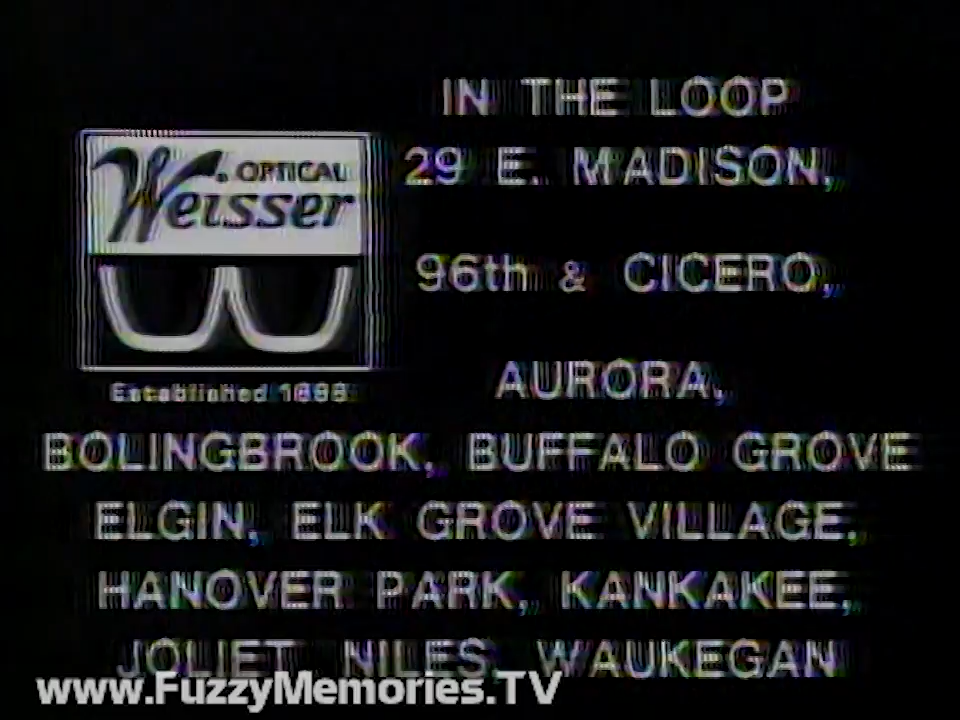 IN THE LOOP
29 E. MADISON,
OPTICAL
Weisser
96th & CICERO,
Established
AURORA,
BOLINGBROOK, BUFFALO GROVE
ELGIN, ELK GROVE VILLAGE,
HANOVER PARK, KANKAKEE,
JOLIET, NILES, WAUKEGAN
www.FuzzyMemories.TV